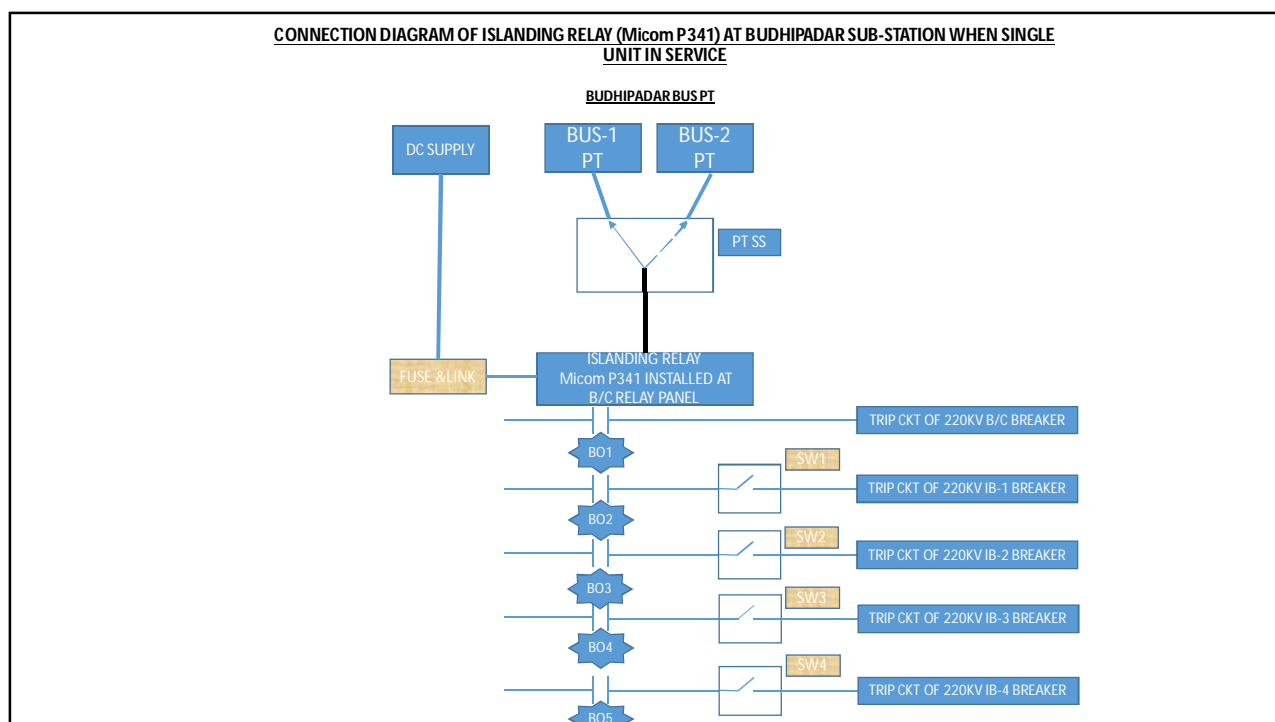 CONNECTION DIAGRAM OF ISLANDING RELAY (Micom P341) AT BUDHIPADAR SUB-STATION WHEN SINGLE
UNIT IN SERVICE
BUDHIPADAR BUS PT
DC SUPPLY
BUS-1
PT
BUS-2
PT
PT SS
FUSE &LINK
ISLANDING RELAY
Micom P341 INSTALLED AT
B/C RELAY PANEL
TRIP CKT OF 220KV B/C BREAKER
BO1
SW1
TRIP CKT OF 220KV IB-1 BREAKER
BO2
SW2
TRIP CKT OF 220KV IB-2 BREAKER
BO3
SW3
TRIP CKT OF 220KV IB-3 BREAKER
BO4
SW4
TRIP CKT OF 220KV IB-4 BREAKER
BO5